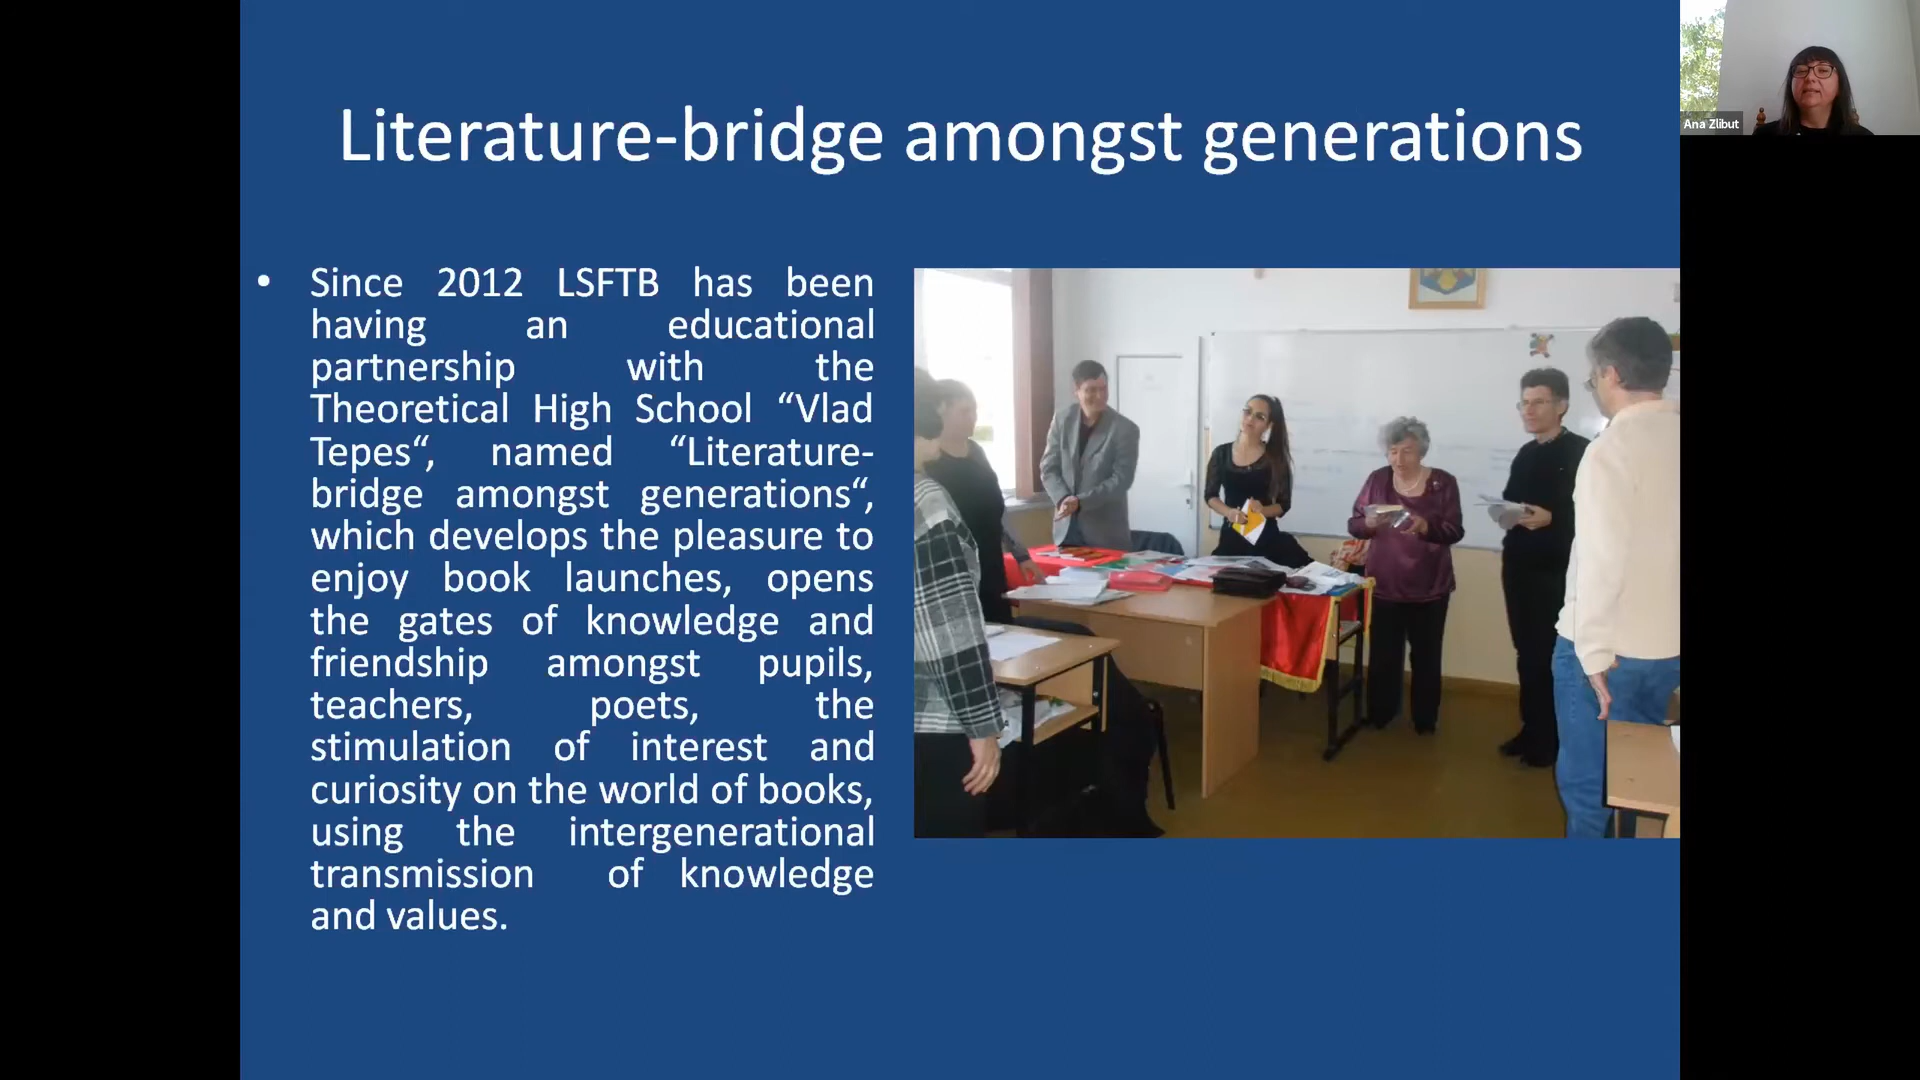 Literature-bridge amongst generations
• Since 2012 LSFTB has been
having an educational
partnership with the
Theoretical High School “Vlad
Tepes“, named “Literature-
bridge amongst generations“,
which develops the pleasure to
enjoy book launches, opens
the gates of knowledge and
friendship amongst pupils,
teachers, poets, the
stimulation of interest and
curiosity on the world of books,
using the intergenerational
transmission of knowledge
and values.
Ana Zlibut